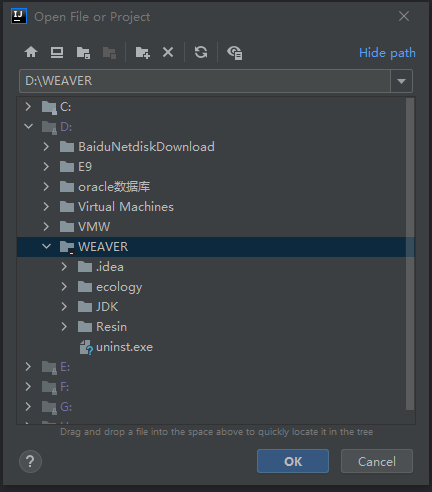 IJ
Open File or Project
Hide path
D:\WEAVER
C:
D:
BaiduNetdiskDownload
E9
oracle数据库
Virtual Machines
VMW
WEAVER
.idea
ecology
JDK
Resin
uninst.exe
E:
F:
G:
Drag and drop a file into the space above to quickly locate it in the tree
?
OK
Cancel